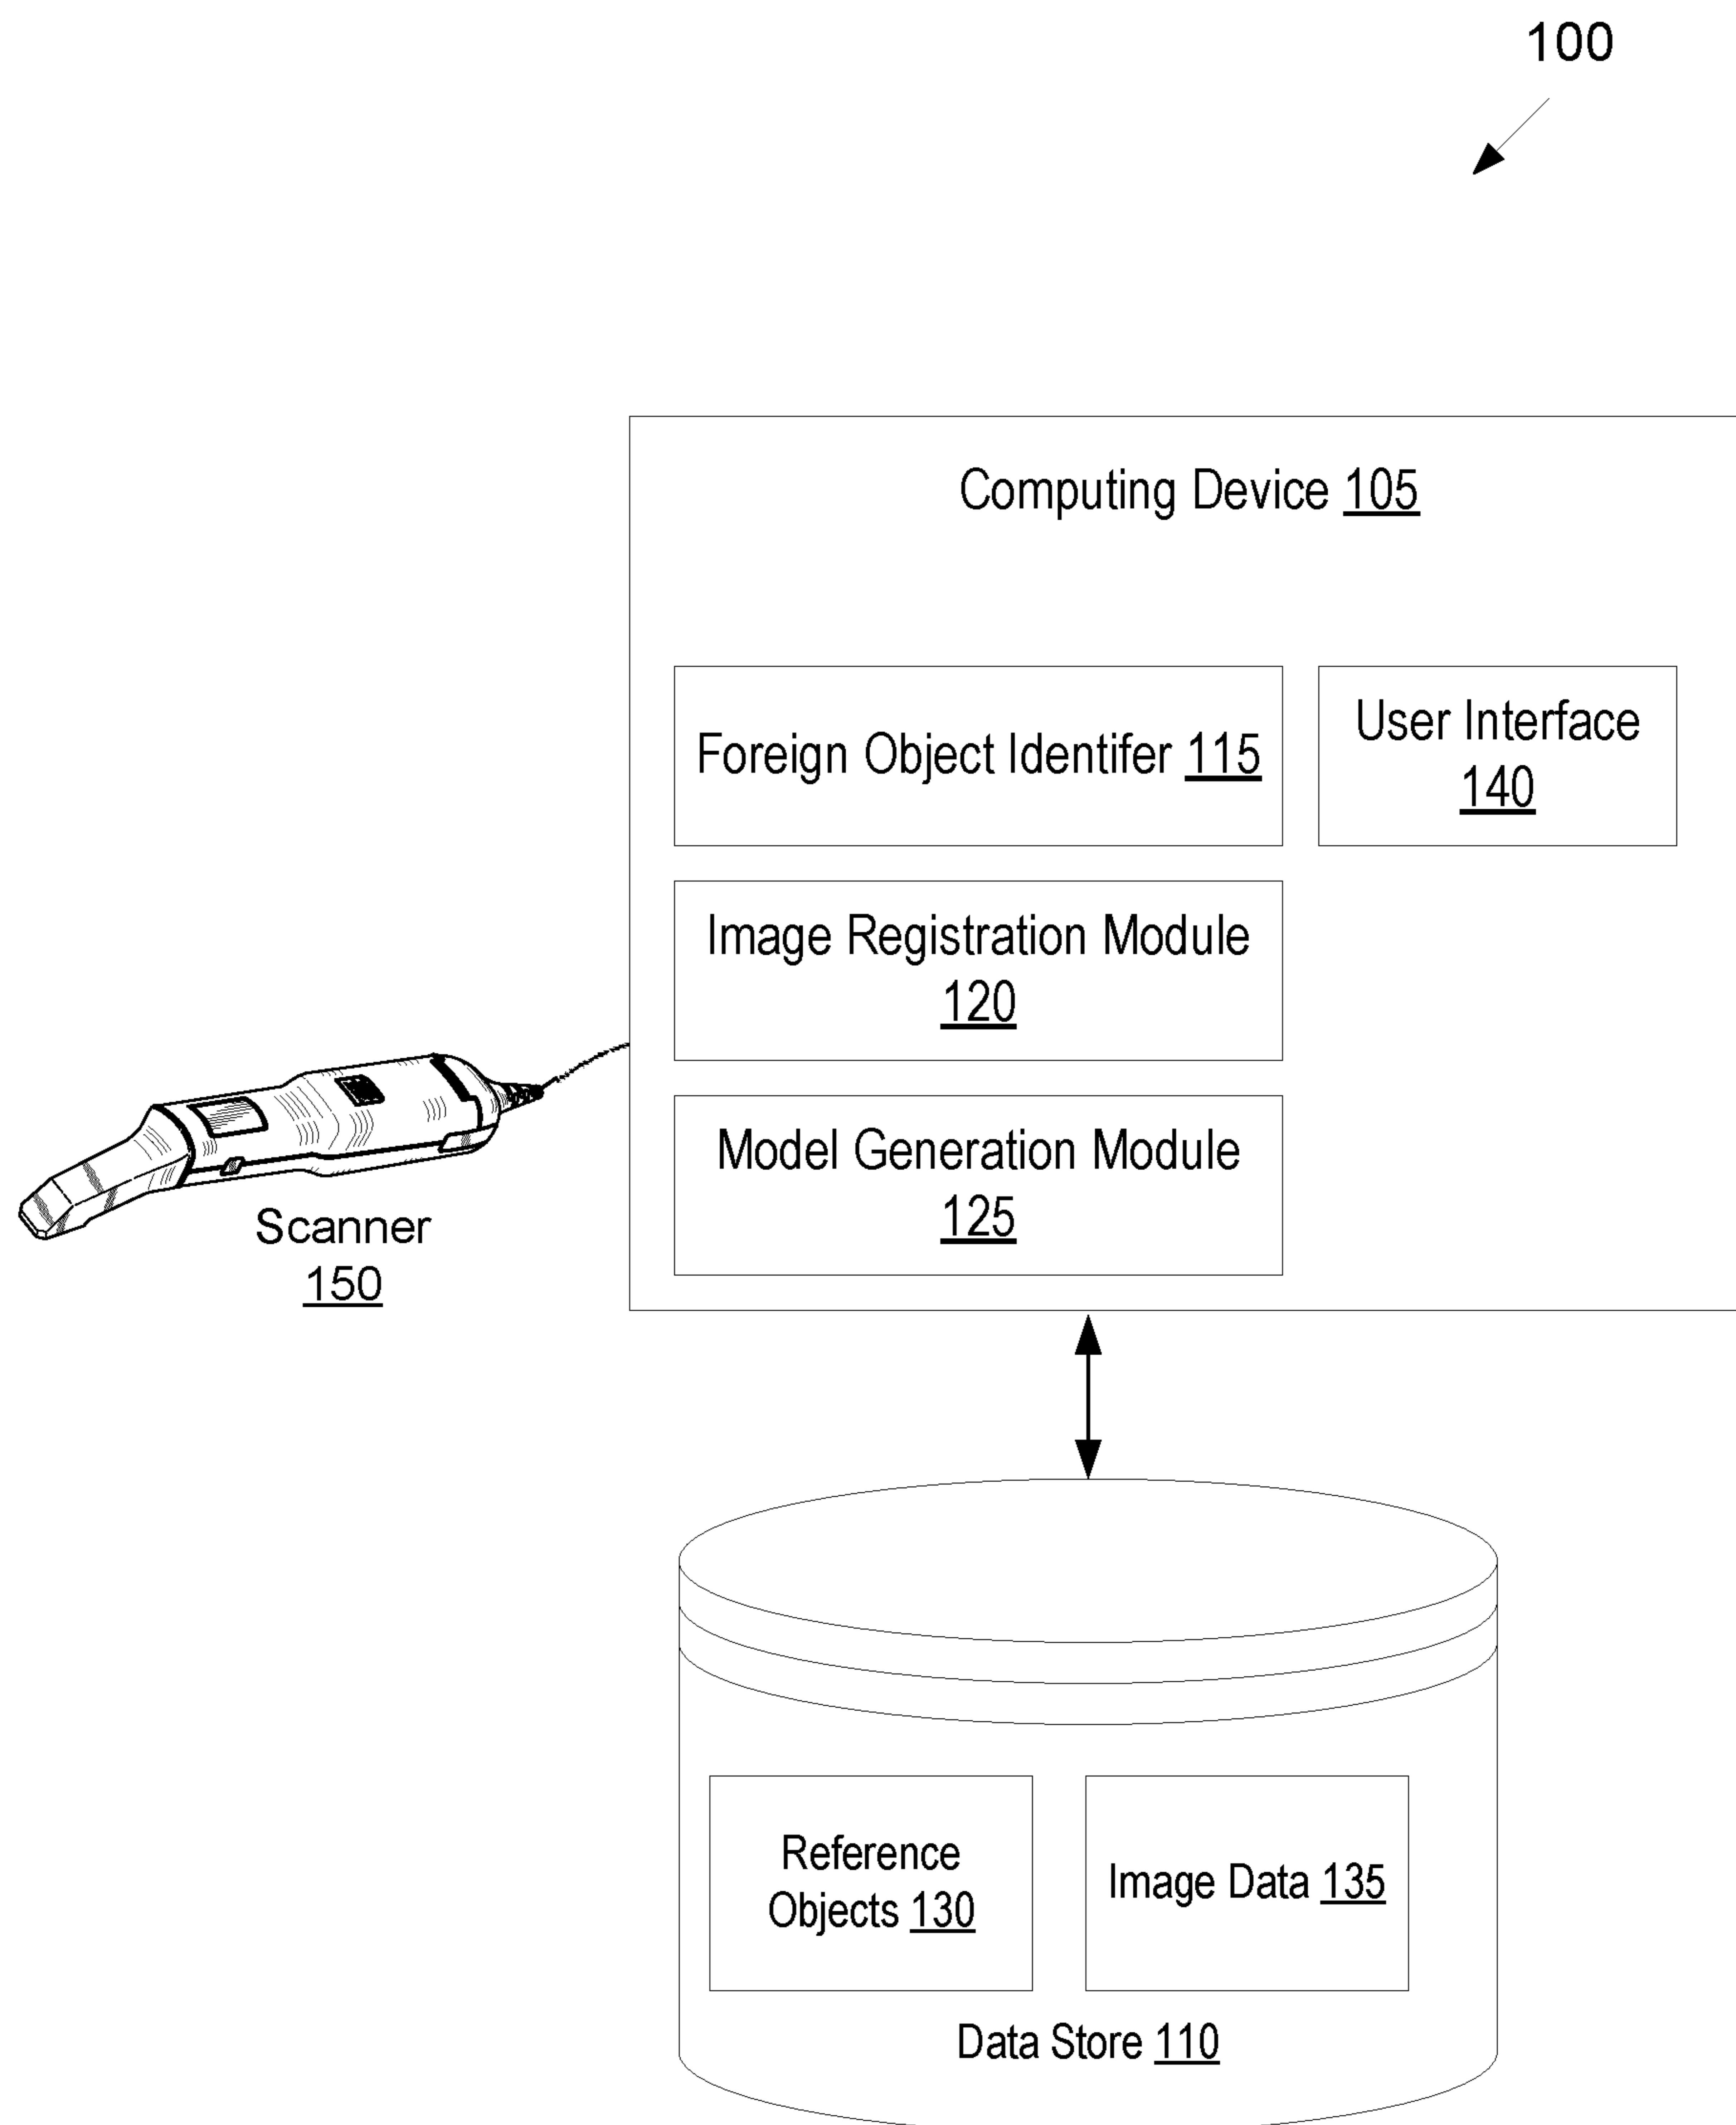 100
Computing Device 105
Foreign Object Identifer 115
User Interface
140
Image Registration Module
120
Model Generation Module
125
Scanner
150
Reference
Objects 130
Image Data 135
Data Store 110